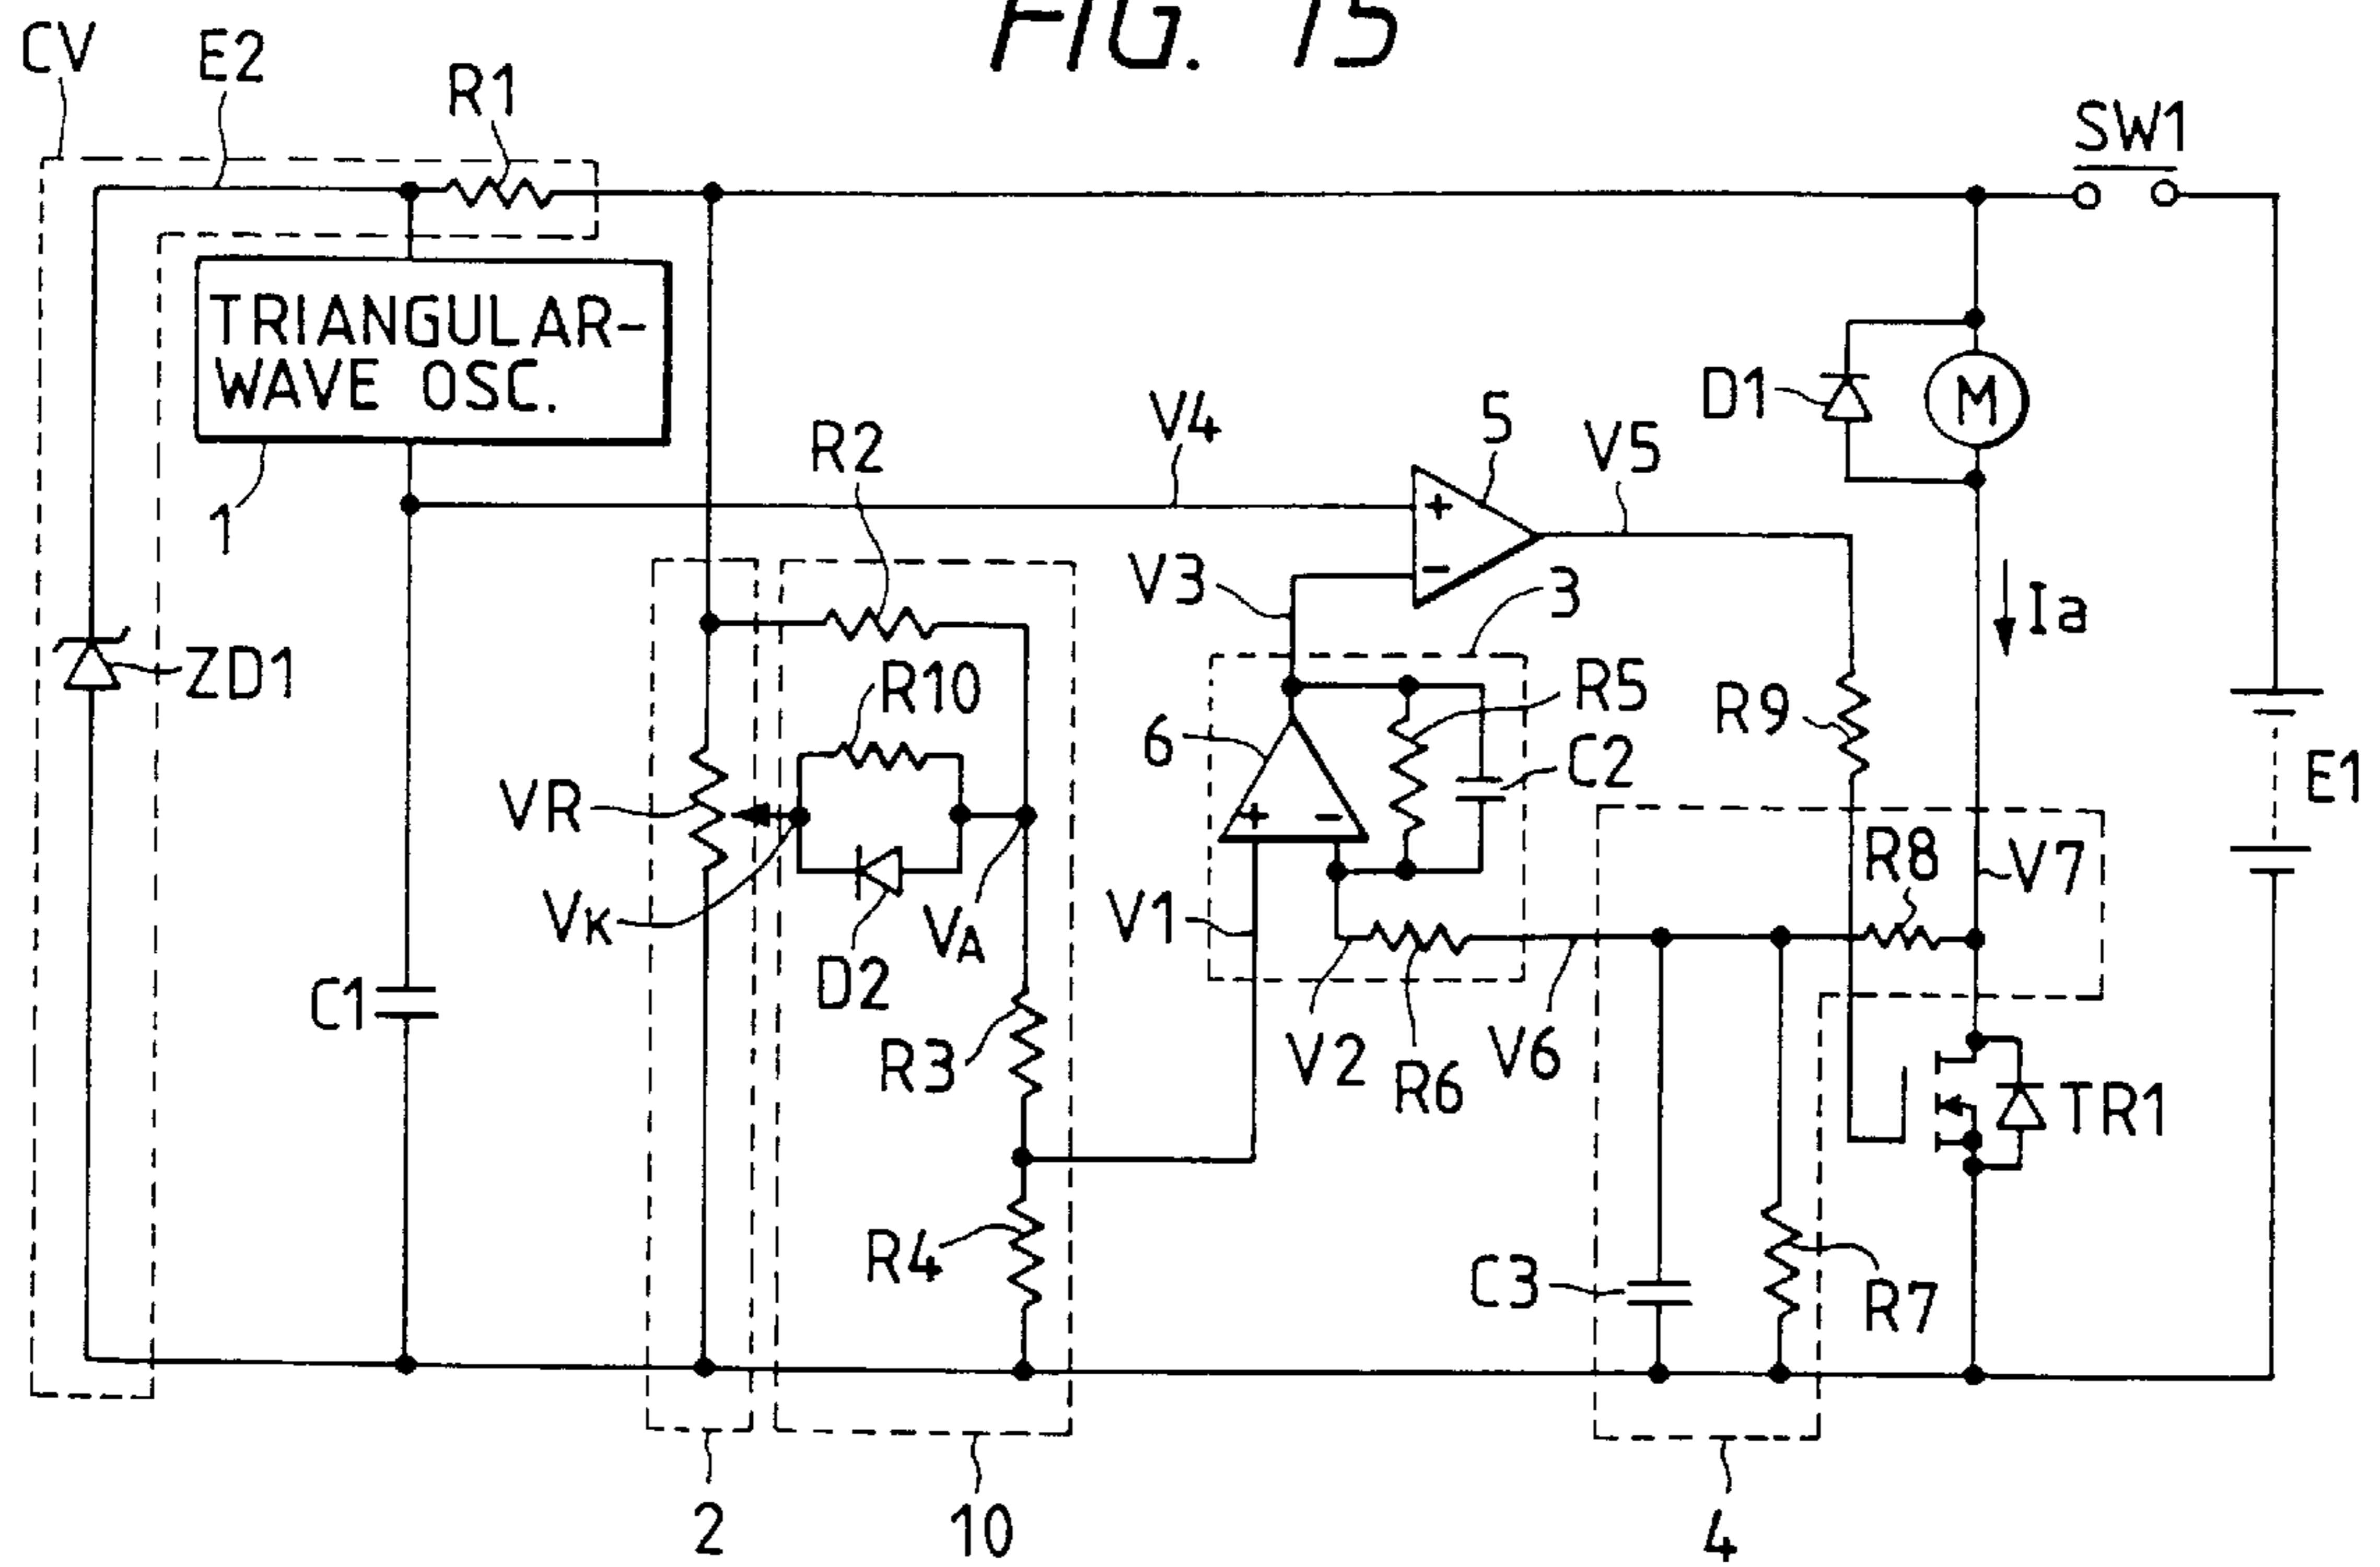 FIG. 15
CV
E2
R1
SW1
TRIANGULAR-
WAVE OSC.
1
R2
V4
5
V5
D1
M
+
-
V3
3
Ia
ZD1
R10
R5
R9
6
C2
E1
VR
+
-
R8
V7
VK
VA
V1
D2
C1
R3
V2
R6
V6
TR1
R4
C3
R7
2
10
4